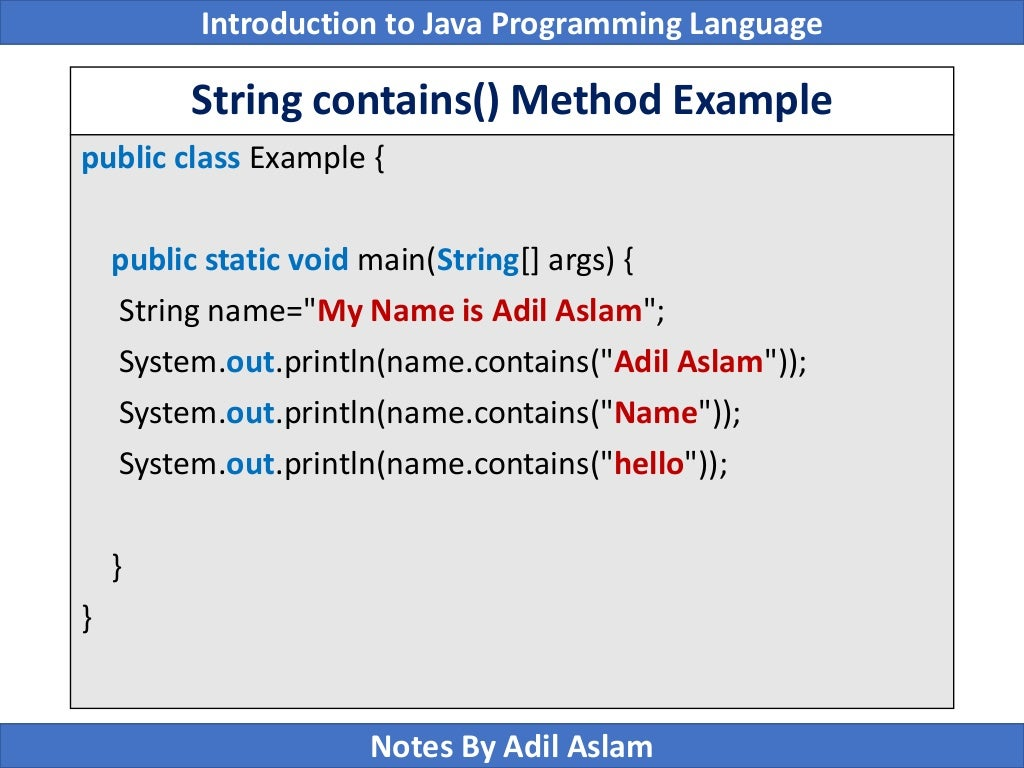 Introduction to Java Programming Language
String contains() Method Example
public class Example {
public static void main(String[] args) {
String name="My Name is Adil Aslam";
System.out.println(name.contains("Adil Aslam"));
System.out.println(name.contains("Name"));
System.out.println(name.contains("hello"));
}
}
Notes By Adil Aslam